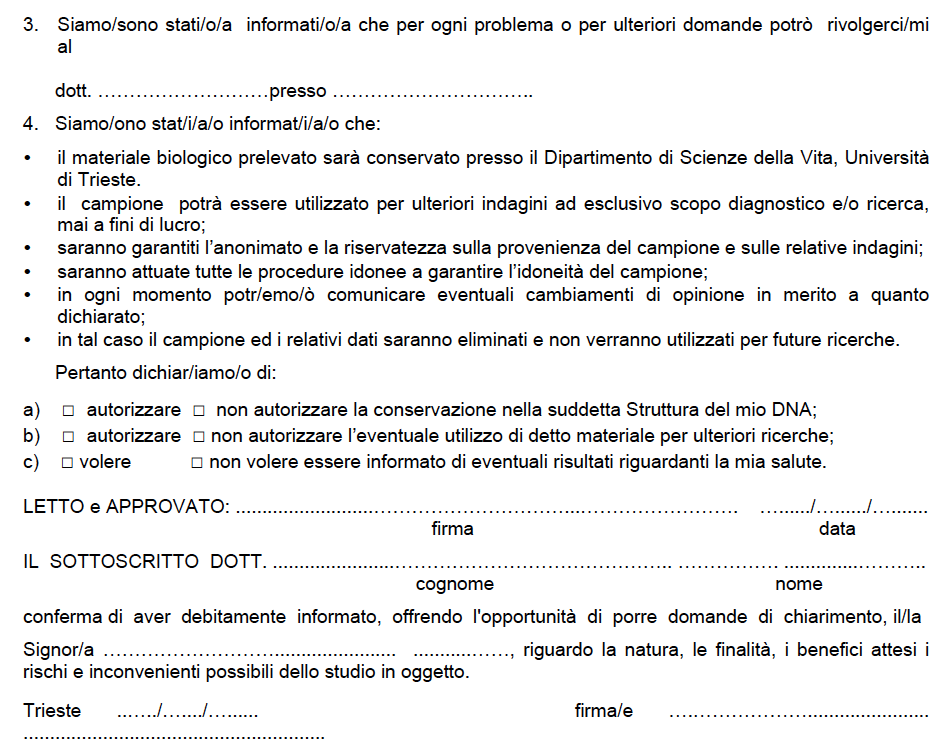 3. Siamo/sono stati/o/a informati/o/a che per ogni problema o per ulteriori domande potrò rivolgerci/mi
al
dott. ………………………presso …………………………..
4. Siamo/ono stat/i/a/o informat/i/a/o che:
• il materiale biologico prelevato sarà conservato presso il Dipartimento di Scienze della Vita, Università
di Trieste.
• il campione potrà essere utilizzato per ulteriori indagini ad esclusivo scopo diagnostico e/o ricerca,
mai a fini di lucro;
• saranno garantiti l’anonimato e la riservatezza sulla provenienza del campione e sulle relative indagini;
• saranno attuate tutte le procedure idonee a garantire l’idoneità del campione;
• in ogni momento potr/emo/ò comunicare eventuali cambiamenti di opinione in merito a quanto
dichiarato;
• in tal caso il campione ed i relativi dati saranno eliminati e non verranno utilizzati per future ricerche.
Pertanto dichiar/iamo/o di:
a) □ autorizzare □ non autorizzare la conservazione nella suddetta Struttura del mio DNA;
b) □ autorizzare □ non autorizzare l’eventuale utilizzo di detto materiale per ulteriori ricerche;
c) □ volere □ non volere essere informato di eventuali risultati riguardanti la mia salute.
LETTO e APPROVATO: ..........................…………………………...……………………. …....../…....../….......
firma data
IL SOTTOSCRITTO DOTT. .......................…………………………………………….. ……………. ..............………..
cognome nome
conferma di aver debitamente informato, offrendo l'opportunità di porre domande di chiarimento, il/la
Signor/a ………………………....................... ...........……, riguardo la natura, le finalità, i benefici attesi i
rischi e inconvenienti possibili dello studio in oggetto.
Trieste ...…../…..../…...... firma/e ….………………......................
.........................................................